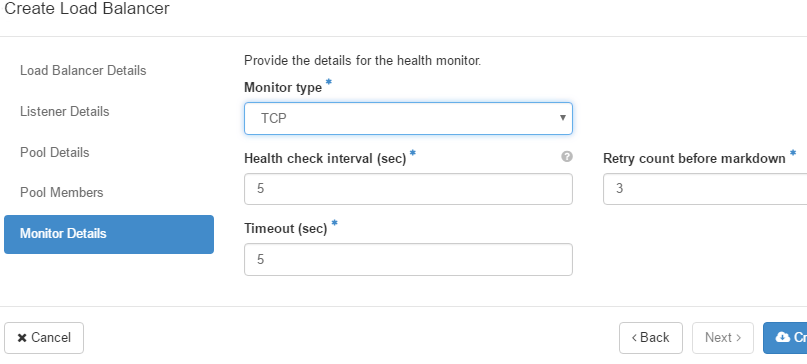 Create Load Balancer
Load Balancer Details
Listener Details
Pool Details
Pool Members
Monitor Details
Provide the details for the health monitor.
Monitor type *
TCP
Health check interval (sec) *
5
Retry count before markdown *
3
Timeout (sec) *
5
Cancel
Back
Next